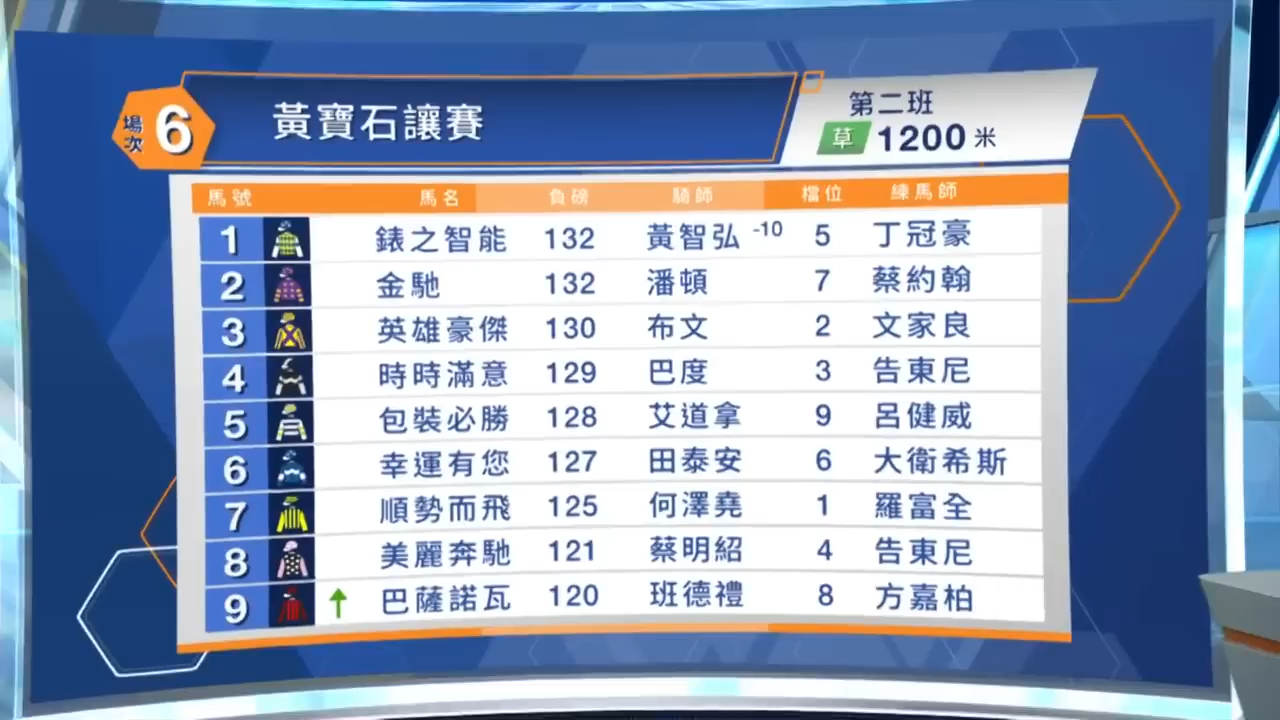 場次 6 黃寶石讓賽 第二班
草 1200 米
馬號 馬名 負磅 騎師 檔位 練馬師
1 錶之智能 132 黃智弘 -10 5 丁冠豪
2 金馳 132 潘頓 7 蔡約翰
3 英雄豪傑 130 布文 2 文家良
4 時時滿意 129 巴度 3 告東尼
5 包裝必勝 128 艾道拿 9 呂健威
6 幸運有您 127 田泰安 6 大衛希斯
7 順勢而飛 125 何澤堯 1 羅富全
8 美麗奔馳 121 蔡明紹 4 告東尼
9 ↑ 巴薩諾瓦 120 班德禮 8 方嘉柏